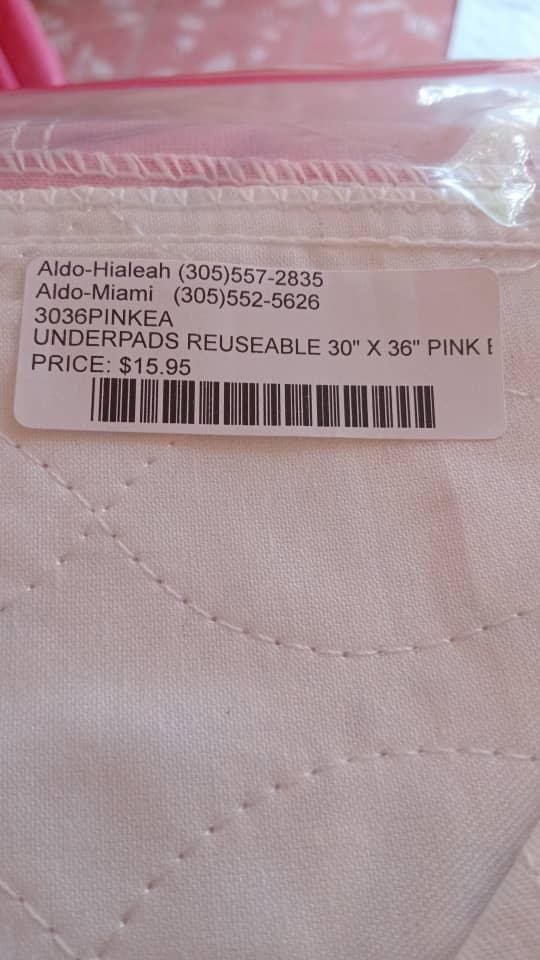 Aldo-Hialeah (305)557-2835
Aldo-Miami (305)552-5626
3036PINKEA
UNDERPADS REUSEABLE 30" X 36" PINK E
PRICE: $15.95